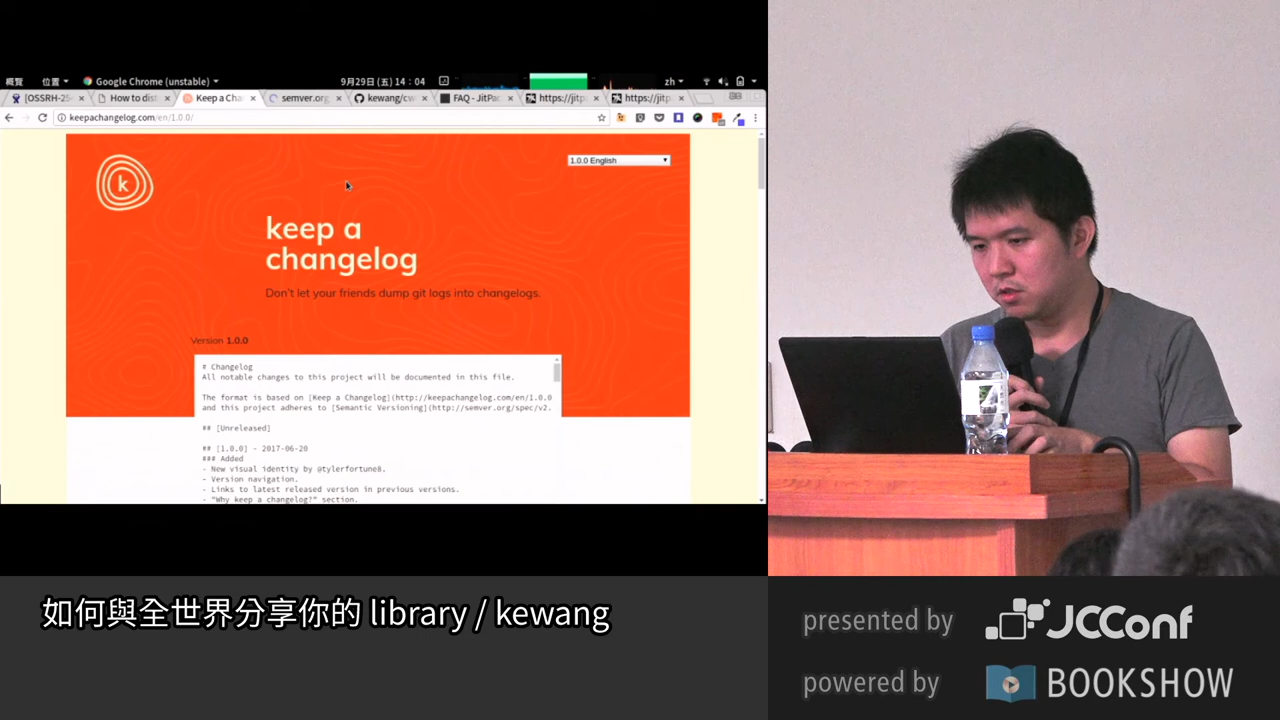 概覽 位置 Google Chrome (unstable) 9月29日 (五) 14：04 zh
[OSSRH-25 How to dis Keep a Cha semver.org kewang/cw FAQ - JitPac https://jitp https://jitp
keepachangelog.com/en/1.0.0/
k
1.0.0 English
keep a
changelog
Don't let your friends dump git logs into changelogs.
Version 1.0.0
# Changelog
All notable changes to this project will be documented in this file.
The format is based on [Keep a Changelog](http://keepachangelog.com/en/1.0.0
and this project adheres to [Semantic Versioning](http://semver.org/spec/v2.
## [Unreleased]
## [1.0.0] - 2017-06-20
### Added
- New visual identity by @tylerfortune8.
- Version navigation.
- Links to latest released version in previous versions.
- "Why keep a changelog?" section.
如何與全世界分享你的 library / kewang
presented by JCConf
powered by BOOKSHOW